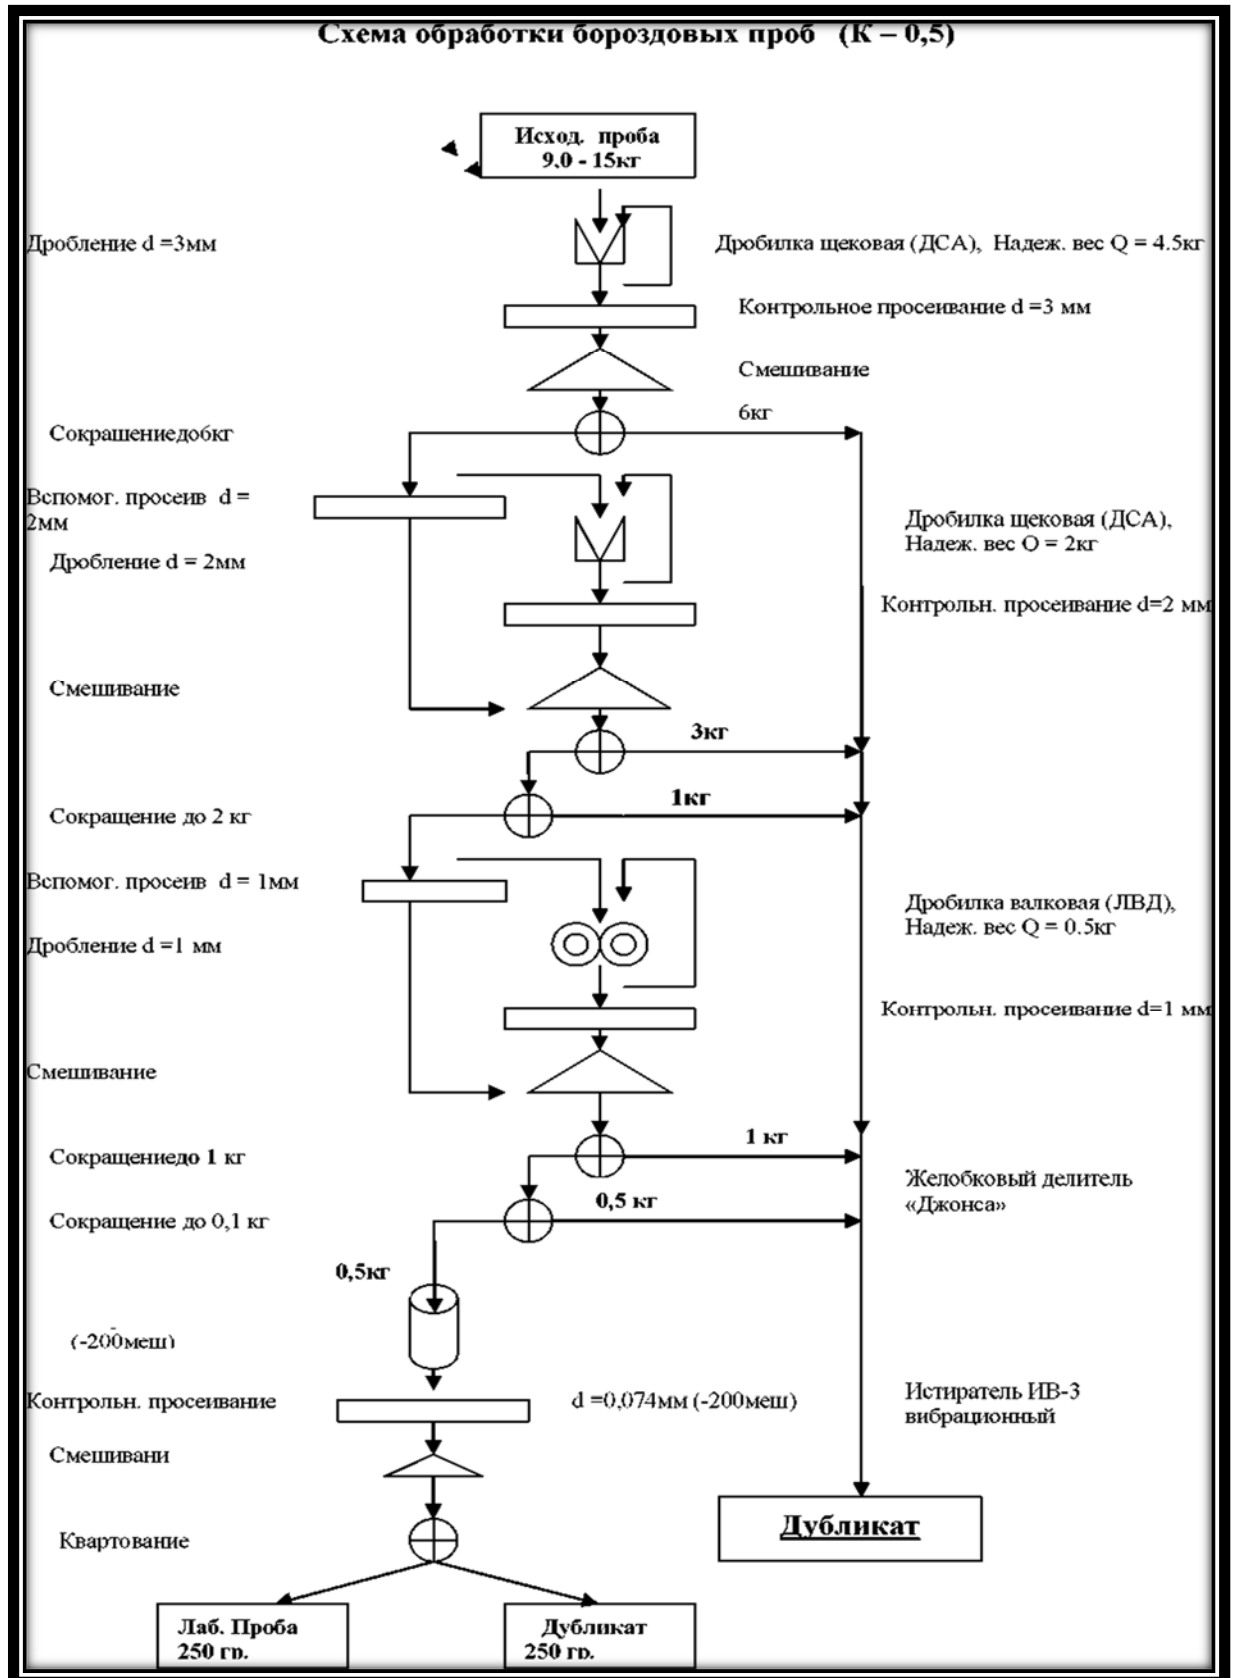 Схема обработки бороздовых проб (К – 0,5)
Исход. проба
9.0 - 15кг
Дробление d =3мм
Дробилка щековая (ДСА), Надеж. вес Q = 4.5кг
Контрольное просеивание d =3 мм
Смешивание
6кг
Сокрашениедо6кг
Вспомог. просеив d =
2мм
Дробилка щековая (ДСА),
Надеж. вес О = 2кг
Дробление d = 2мм
Контрольн. просеивание d=2 мм
Смешивание
3кг
1кг
Сокращение до 2 кг
Вспомог. просеив d = 1мм
Дробилка валковая (ЛВД),
Надеж. вес Q = 0.5кг
Дробление d =1 мм
Контрольн. просеивание d=1 мм
Смешивание
1 кг
Сокращениедо 1 кг
Желобковый делитель
«Джонса»
0,5 кг
Сокращение до 0,1 кг
0,5кг
(-200меш)
Контрольн. просеивание
d =0,074мм (-200меш)
Истиратель ИВ-3
вибрационный
Смешивани
Дубликат
Квартование
Лаб. Проба
250 гр.
Дубликат
250 гр.